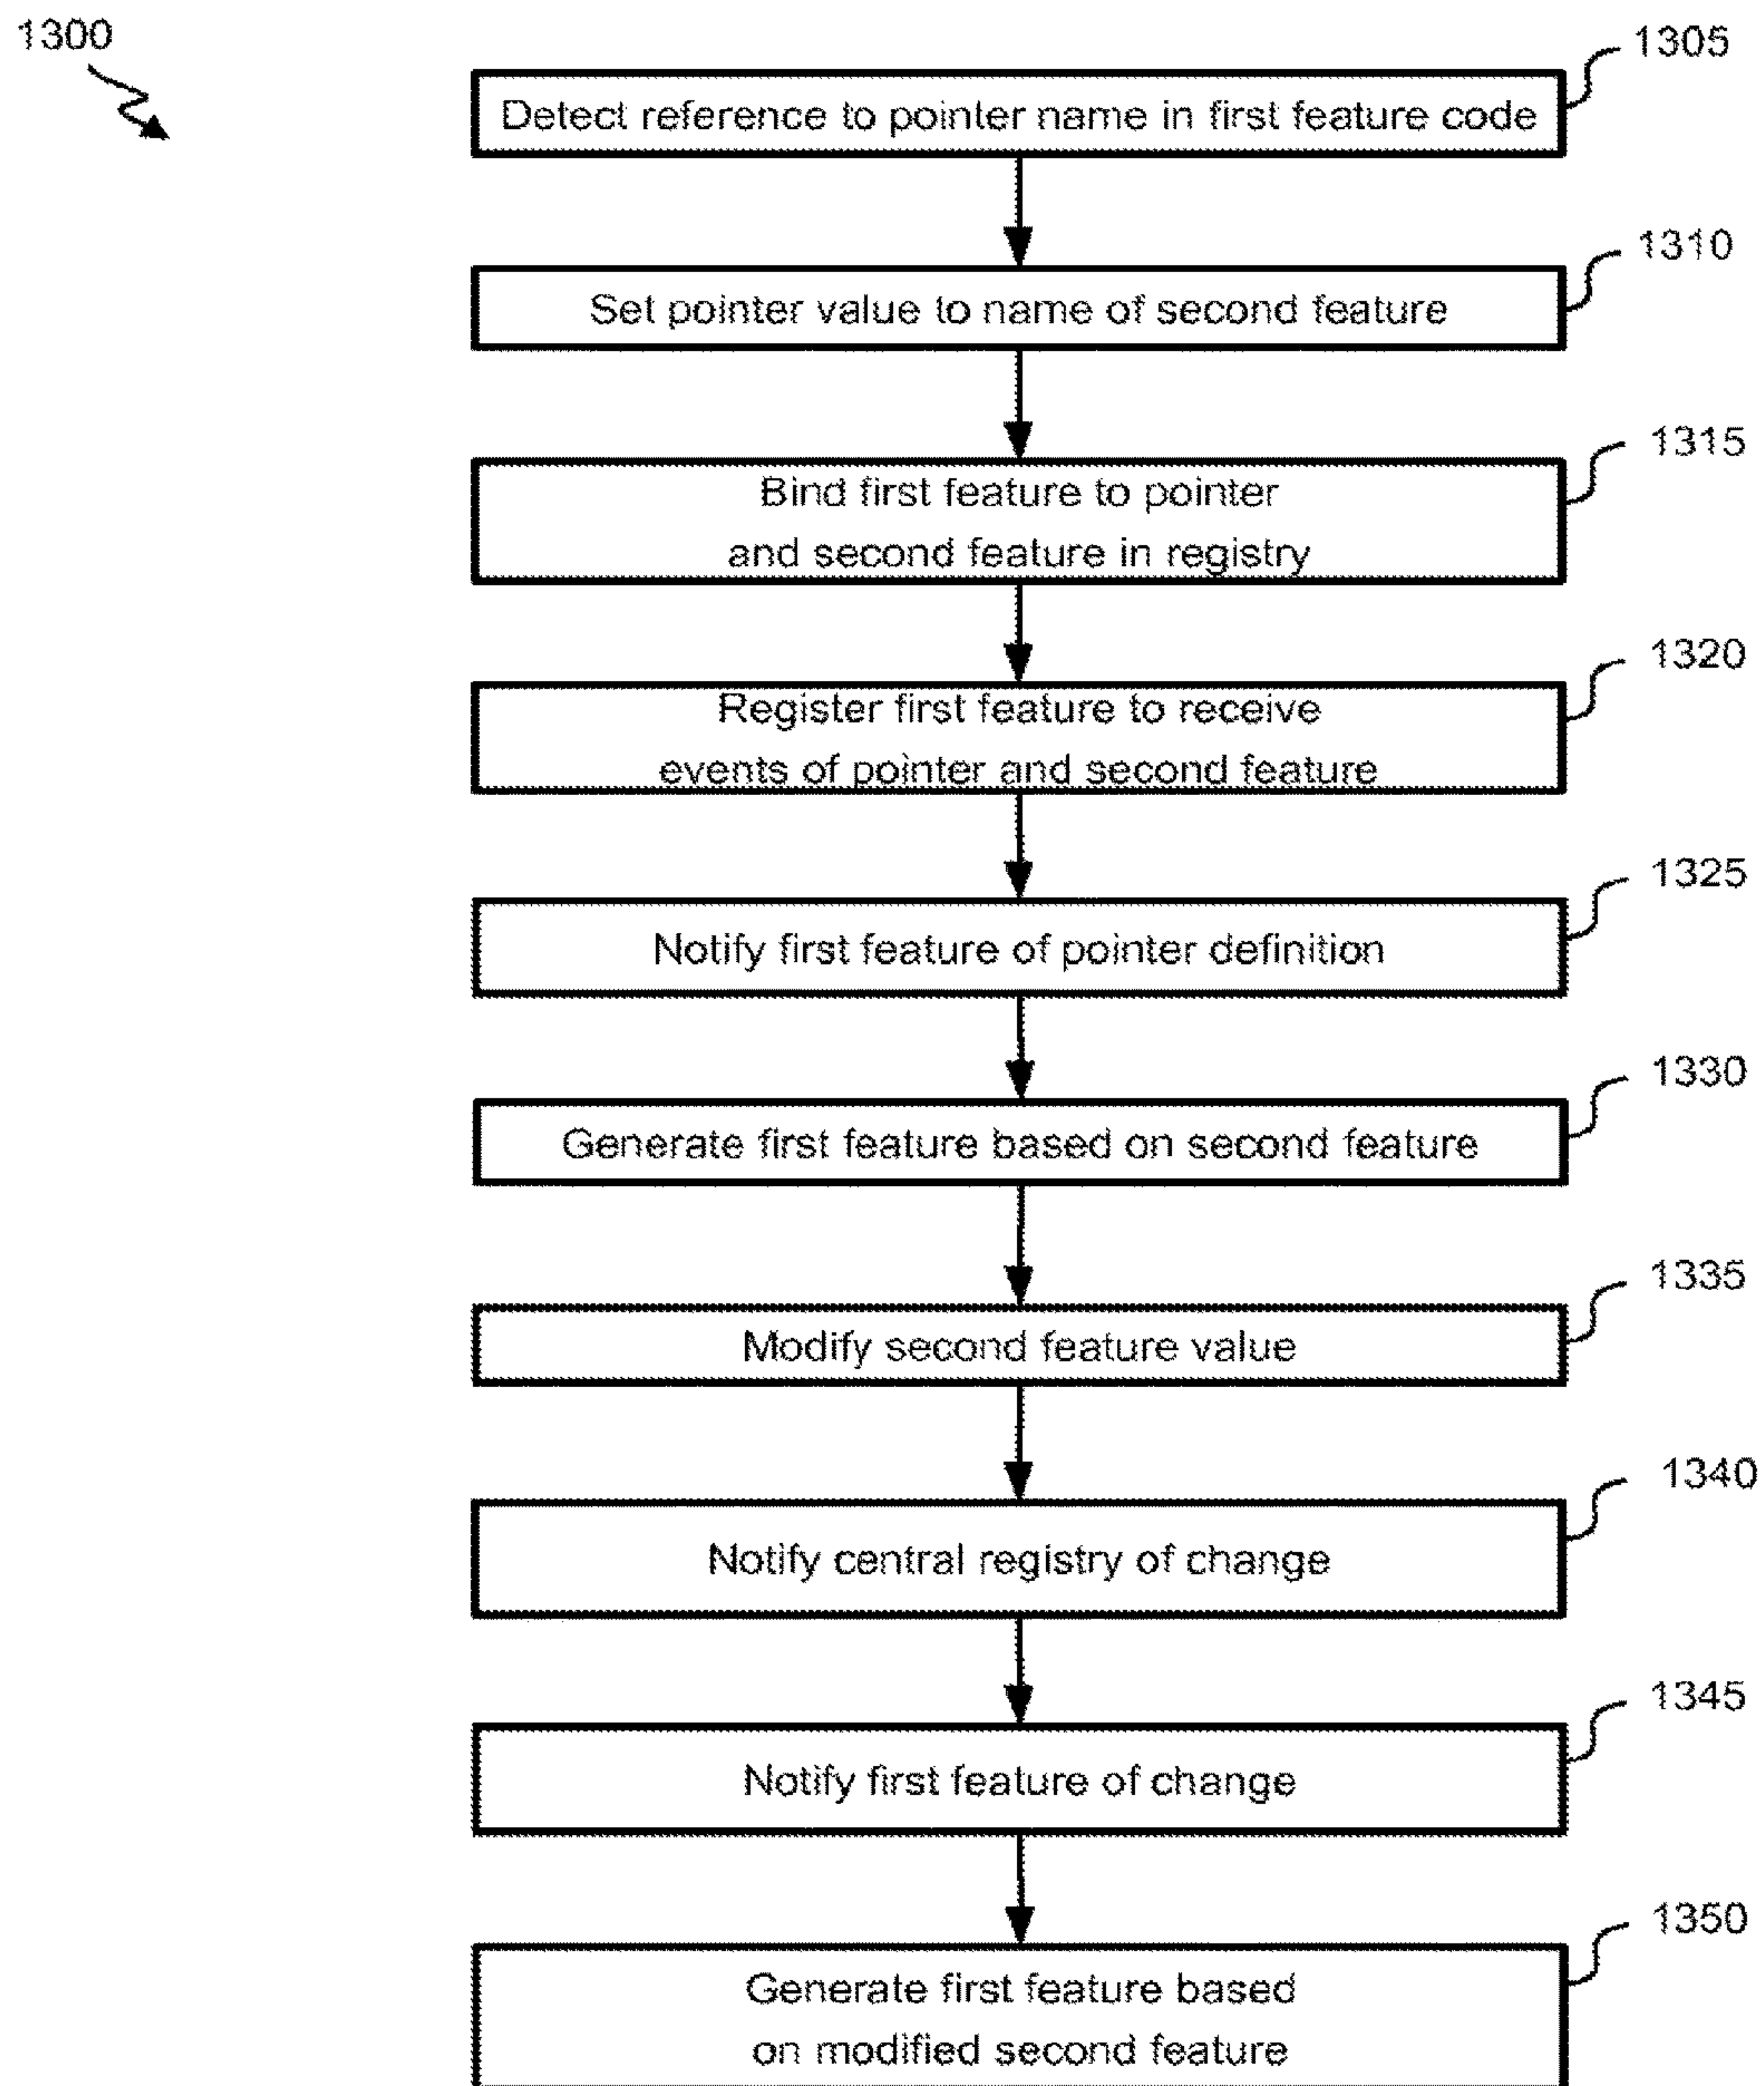 1300
1305
Detect reference to pointer name in first feature code
1310
Set pointer value to name of second feature
1315
Bind first feature to pointer
and second feature in registry
1320
Register first feature to receive
events of pointer and second feature
1325
Notify first feature of pointer definition
1330
Generate first feature based on second feature
1335
Modify second feature value
1340
Notify central registry of change
1345
Notify first feature of change
1350
Generate first feature based
on modified second feature